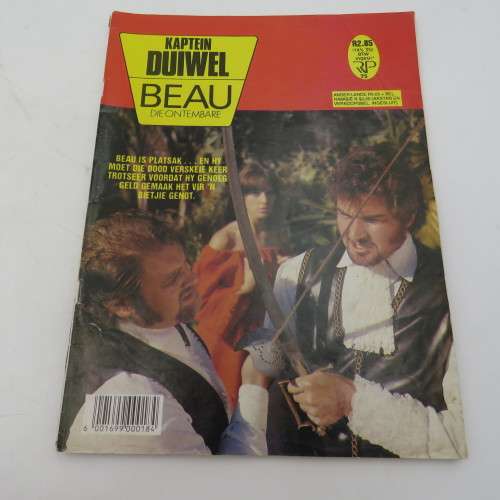 KAPTEIN
DUIWEL
BEAU
DIE ONTEMBARE
R2.85
75
BEAU IS PLATSAK . . . EN HY
MOET DIE DOOD VERSKEIE KEER
TROTSEER VOORDAT HY GENOEG
GELD GEMAAK HET VIR 'N
BIETJIE GENOT.
6 001699 000184